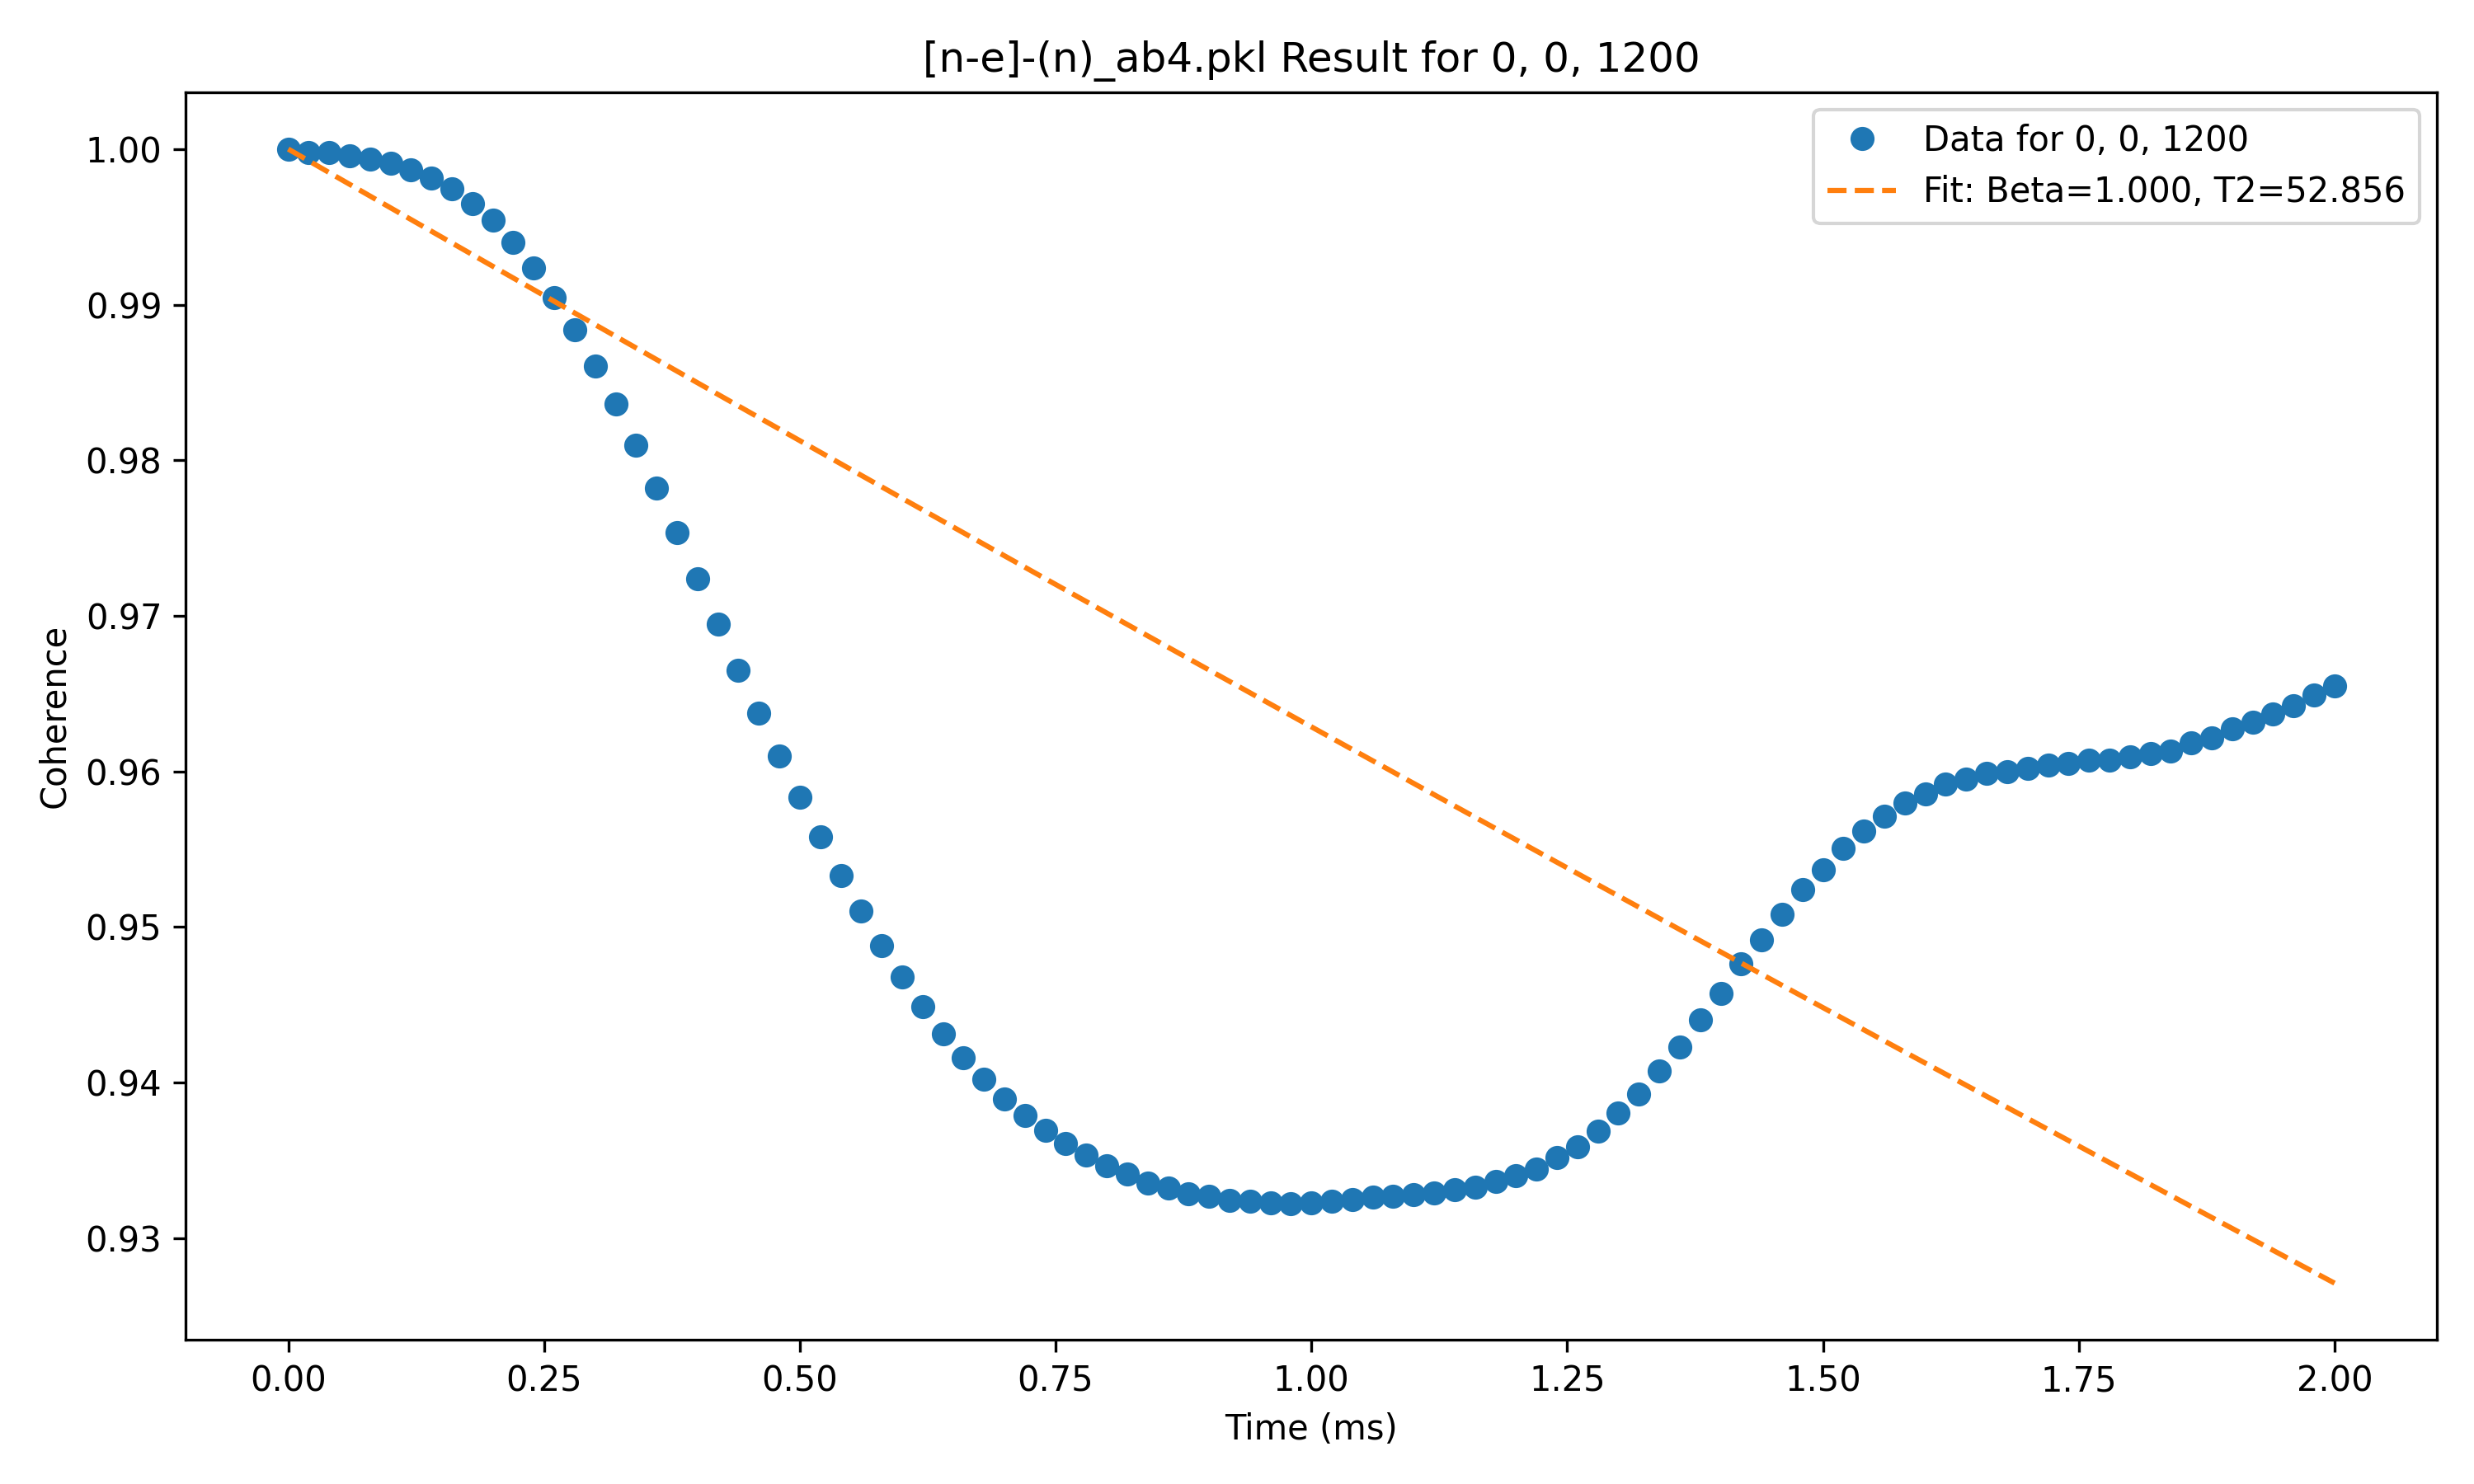 [n-e]-(n)_ab4.pkl Result for 0, 0, 1200
Data for 0, 0, 1200
Fit: Beta=1.000, T2=52.856
Coherence
1.00
0.99
0.98
0.97
0.96
0.95
0.94
0.93
0.00 0.25 0.50 0.75 1.00 1.25 1.50 1.75 2.00
Time (ms)